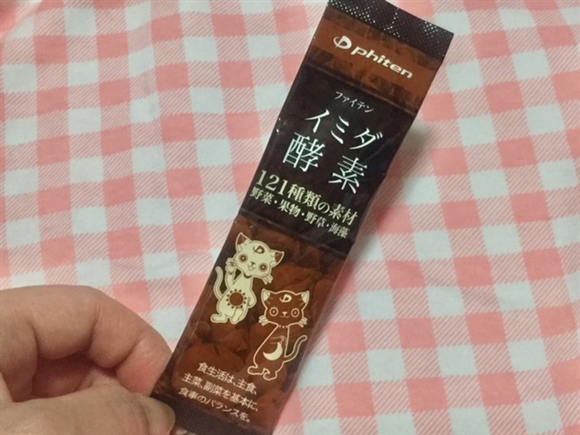 phiten
ファイテン
イミダ
酵素
121種類の素材
野菜・果物・野草・海藻
食生活は、主食、
主菜、副菜を基本に、
食事のバランスを。